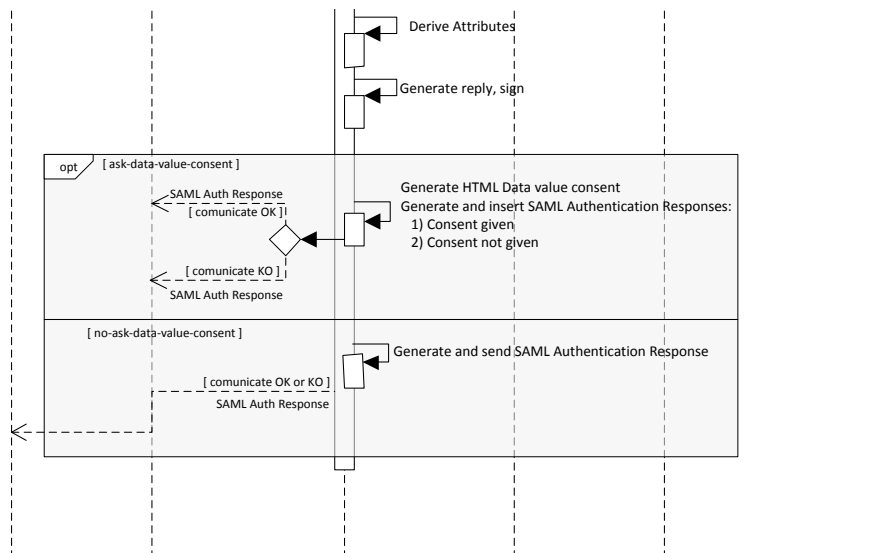 Derive Attributes
Generate reply, sign
opt
[ ask-data-value-consent ]
SAML Auth Response
[ comunicate OK ]
Generate HTML Data value consent
Generate and insert SAML Authentication Responses:
1) Consent given
2) Consent not given
[ comunicate KO ]
SAML Auth Response
[ no-ask-data-value-consent ]
Generate and send SAML Authentication Response
[ comunicate OK or KO ]
SAML Auth Response